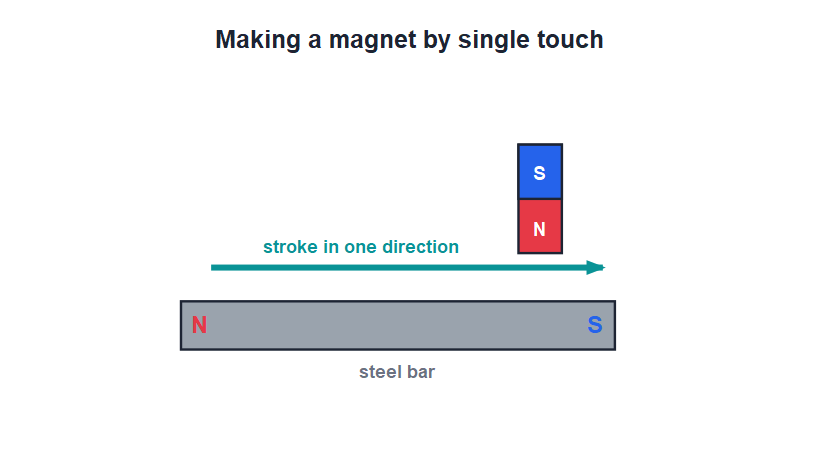 Making a magnet by single touch
S
N
stroke in one direction
N
S
steel bar